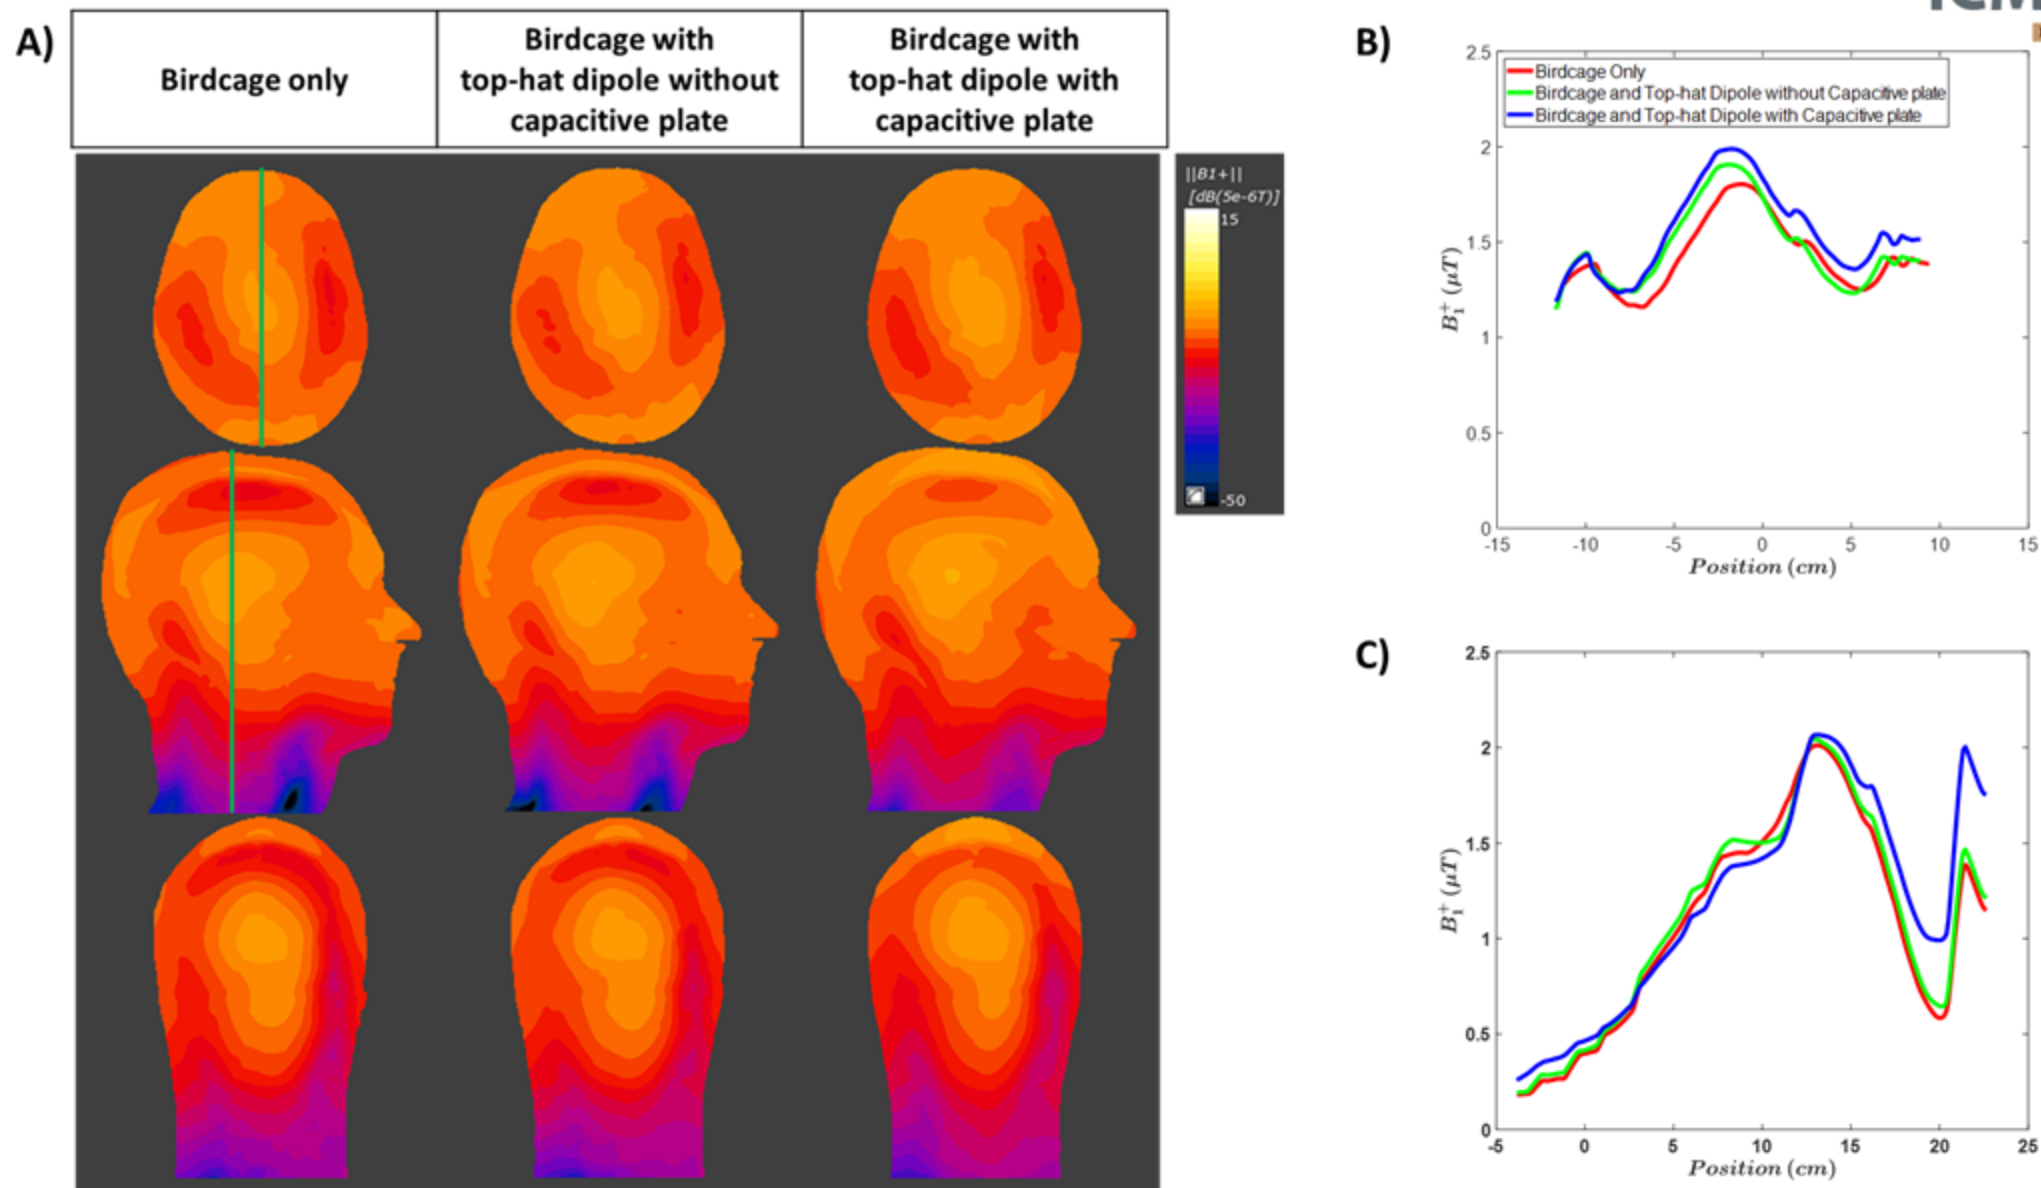 A)
Birdcage only
Birdcage with
top-hat dipole without
capacitive plate
Birdcage with
top-hat dipole with
capacitive plate
||B1+||
[dB(5e-6T)]
15
-50
B)
2.5
2
1.5
1
0.5
0
-15
-10
-5
0
5
10
15
B₁⁺ (μT)
Position (cm)
Birdcage Only
Birdcage and Top-hat Dipole without Capacitive plate
Birdcage and Top-hat Dipole with Capacitive plate
C)
2.5
2
1.5
1
0.5
0
-5
0
5
10
15
20
25
B₁⁺ (μT)
Position (cm)